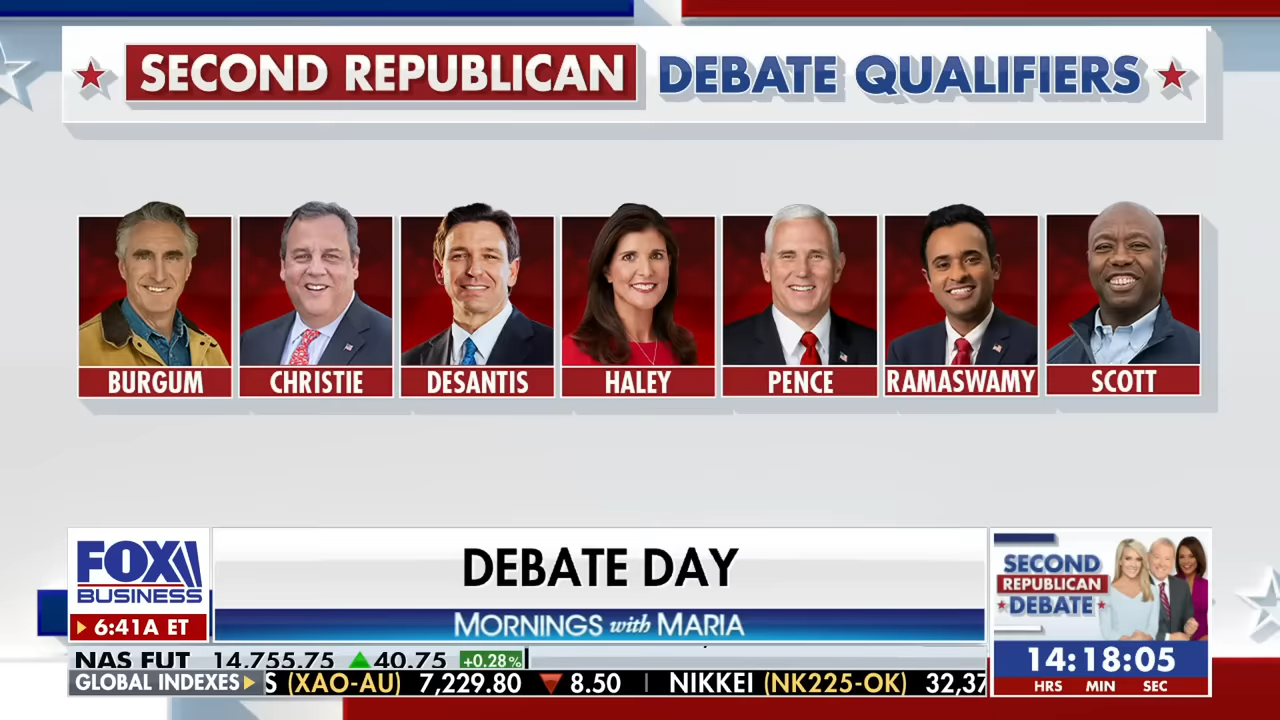 SECOND REPUBLICAN DEBATE QUALIFIERS
BURGUM
CHRISTIE
DESANTIS
HALEY
PENCE
RAMASWAMY
SCOTT
FOX
BUSINESS
6:41A ET
DEBATE DAY
MORNINGS with MARIA
SECOND
REPUBLICAN
DEBATE
14:18:05
HRS MIN SEC
NAS FUT 14,755.75 40.75 +0.28%
GLOBAL INDEXES S (XAO-AU) 7,229.80 8.50 | NIKKEI (NK225-OK) 32,37